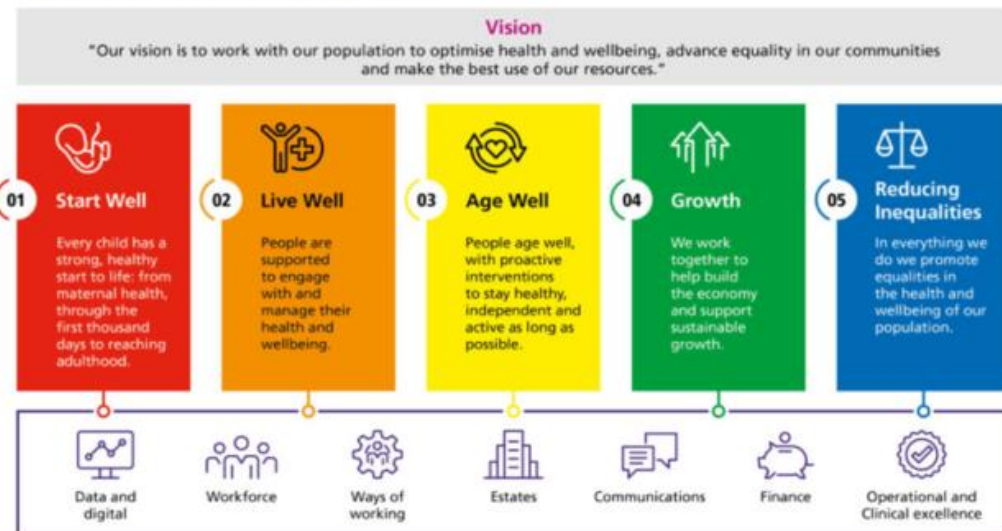 Vision
"Our vision is to work with our population to optimise health and wellbeing, advance equality in our communities
and make the best use of our resources."
01
Start Well
Every child has a
strong, healthy
start to life: from
maternal health,
through the
first thousand
days to reaching
adulthood.
02
Live Well
People are
supported
to engage
with and
manage their
health and
wellbeing.
03
Age Well
People age well,
with proactive
interventions
to stay healthy,
independent and
active as long as
possible.
04
Growth
We work
together to
help build
the economy
and support
sustainable
growth.
05
Reducing
Inequalities
In everything we
do we promote
equalities in
the health and
wellbeing of our
population.
Data and
digital
Workforce
Ways of
working
Estates
Communications
Finance
Operational and
Clinical excellence